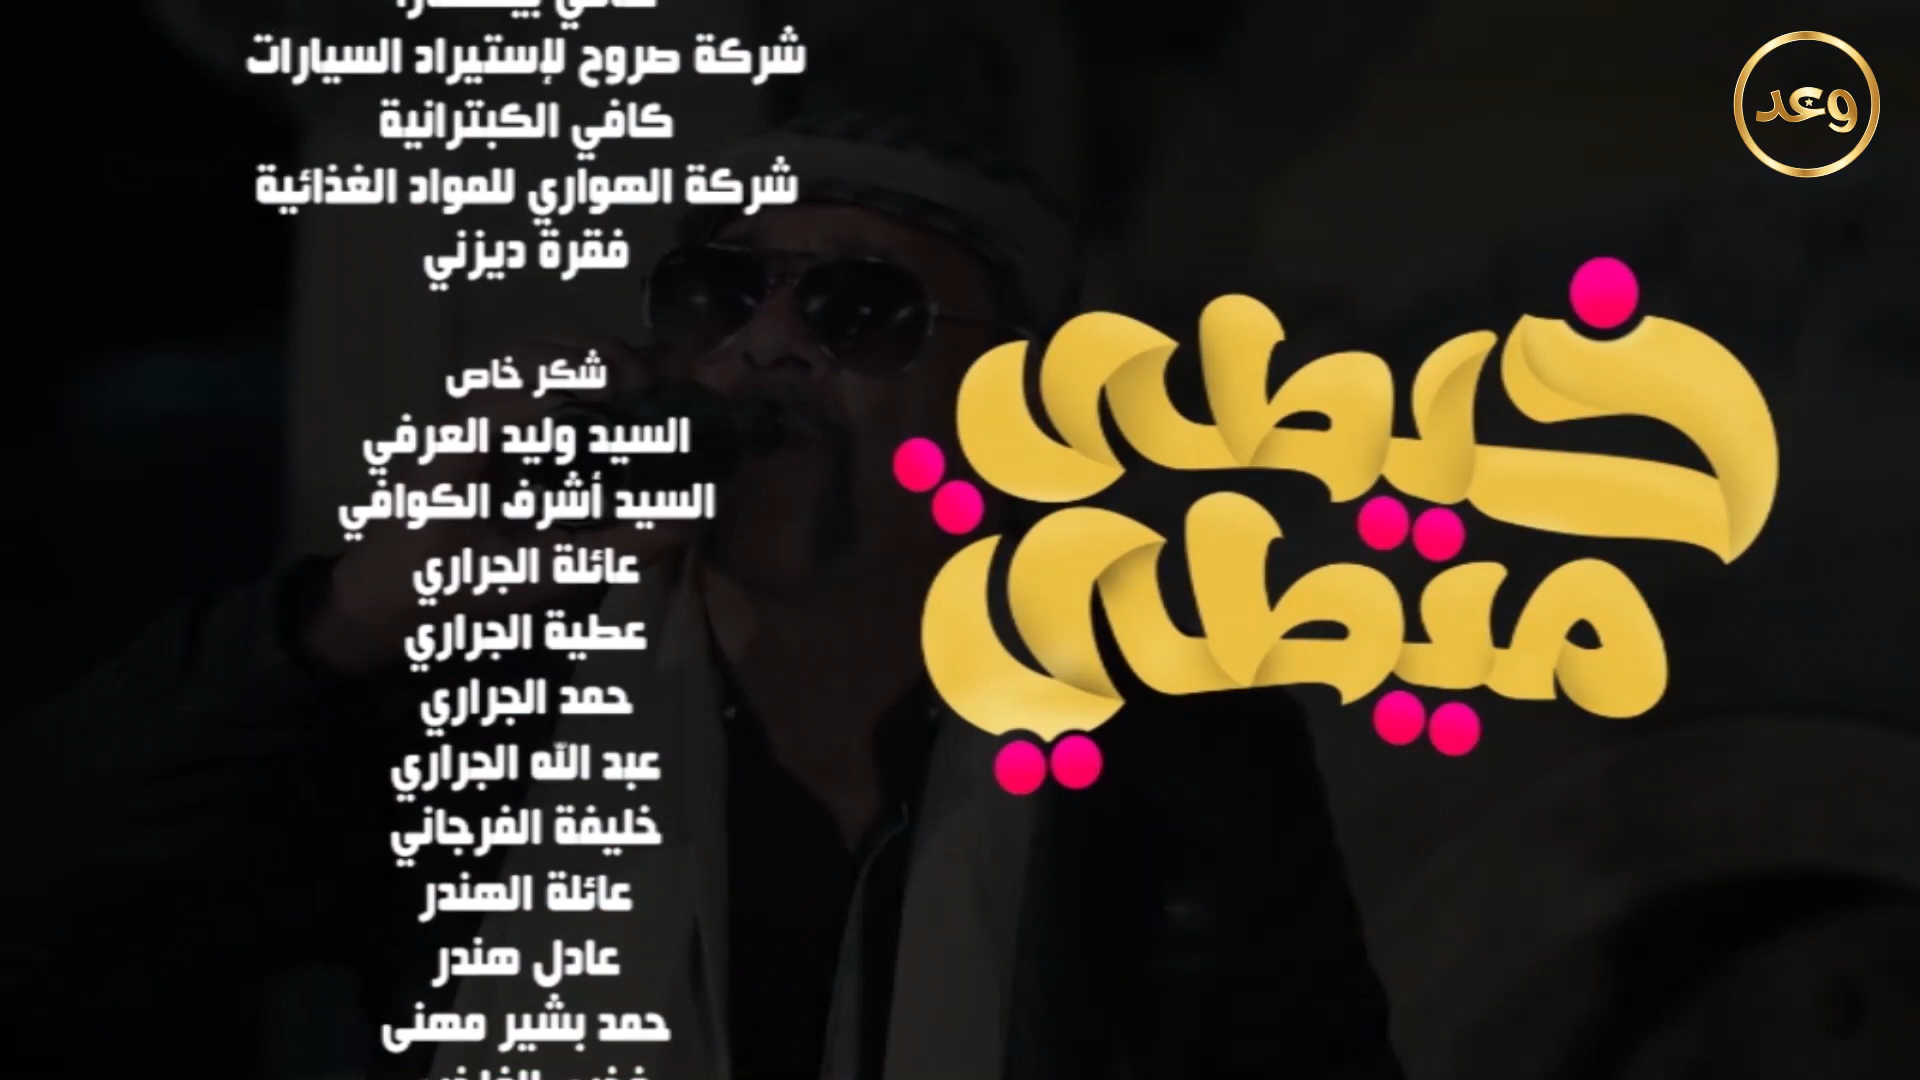 شركة صروح لإستيراد السيارات
كافي الكبترانية
شركة الهواري للمواد الغذائية
فقرة ديزني
شكر خاص
السيد وليد العرفي
السيد أشرف الكوافي
عائلة الجراري
عطية الجراري
حمد الجراري
عبد الله الجراري
خليفة الفرجاني
عائلة الهندر
عادل هندر
حمد بشير مهنى
وعد
خيطي
ميطي